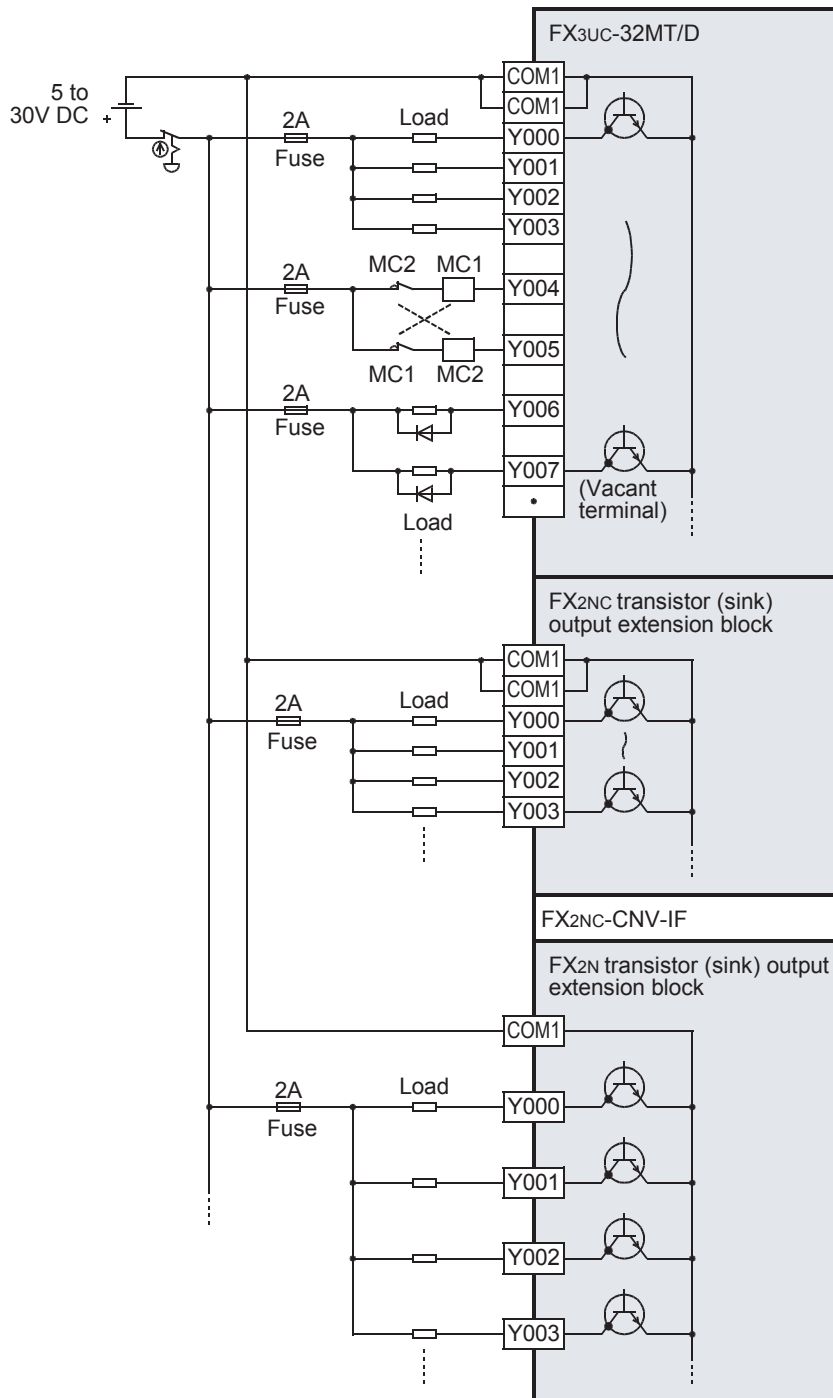 FX3UC-32MT/D
5 to
30V DC +
COM1
COM1
2A
Fuse
Load
Y000
Y001
Y002
Y003
2A
Fuse
MC2 MC1
Y004
Y005
MC1 MC2
2A
Fuse
Y006
Y007
(Vacant
terminal)
Load
FX2NC transistor (sink)
output extension block
COM1
COM1
2A
Fuse
Load
Y000
Y001
Y002
Y003
FX2NC-CNV-IF
FX2N transistor (sink) output
extension block
COM1
2A
Fuse
Load
Y000
Y001
Y002
Y003